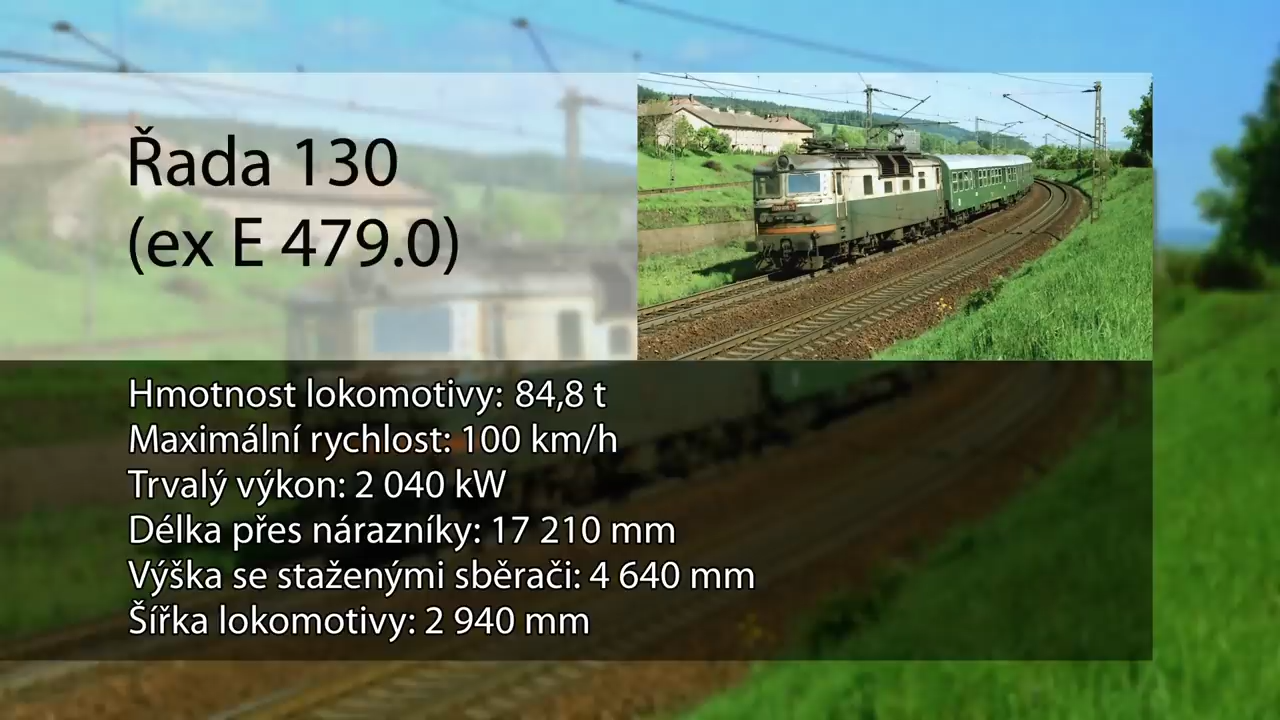 Řada 130
(ex E 479.0)
Hmotnost lokomotivy: 84,8 t
Maximální rychlost: 100 km/h
Trvalý výkon: 2 040 kW
Délka přes nárazníky: 17 210 mm
Výška se staženými sběrači: 4 640 mm
Šířka lokomotivy: 2 940 mm